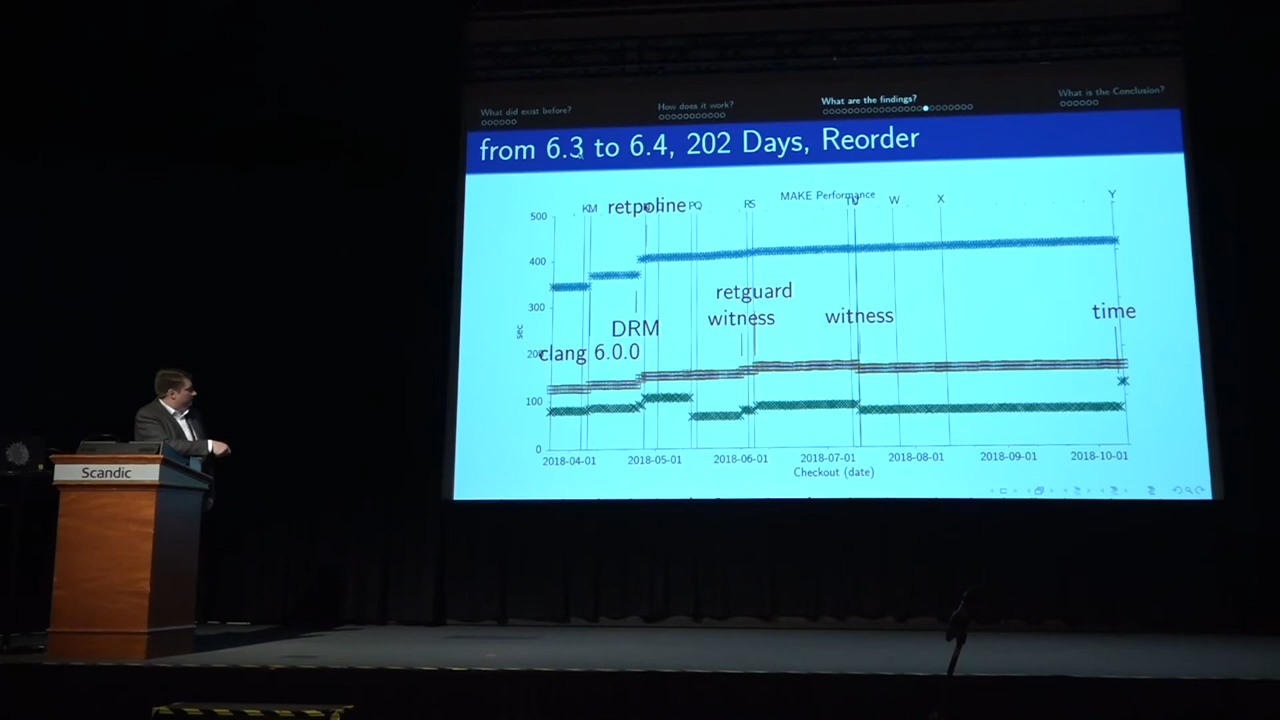 What did exist before?
How does it work?
What are the findings?
What is the Conclusion?
from 6.3 to 6.4, 202 Days, Reorder
MAKE Performance
KM
retpoline
PQ
RS
W
X
Y
500
400
300
200
100
0
sec
retguard
witness
DRM
clang 6.0.0
witness
time
2018-04-01
2018-05-01
2018-06-01
2018-07-01
2018-08-01
2018-09-01
2018-10-01
Checkout (date)
Scandic